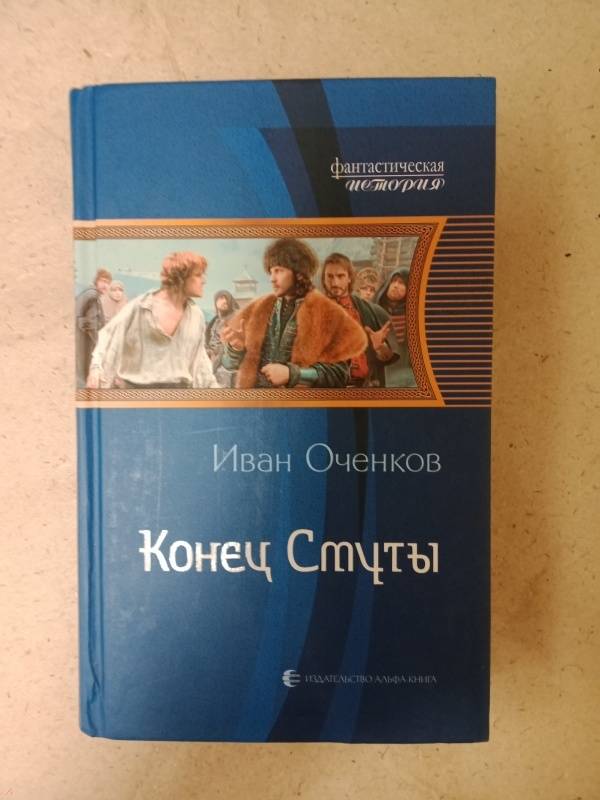 фантастическая
история
Иван Оченков
Конец Смуты
ИЗДАТЕЛЬСТВО АЛЬФА-КНИГА